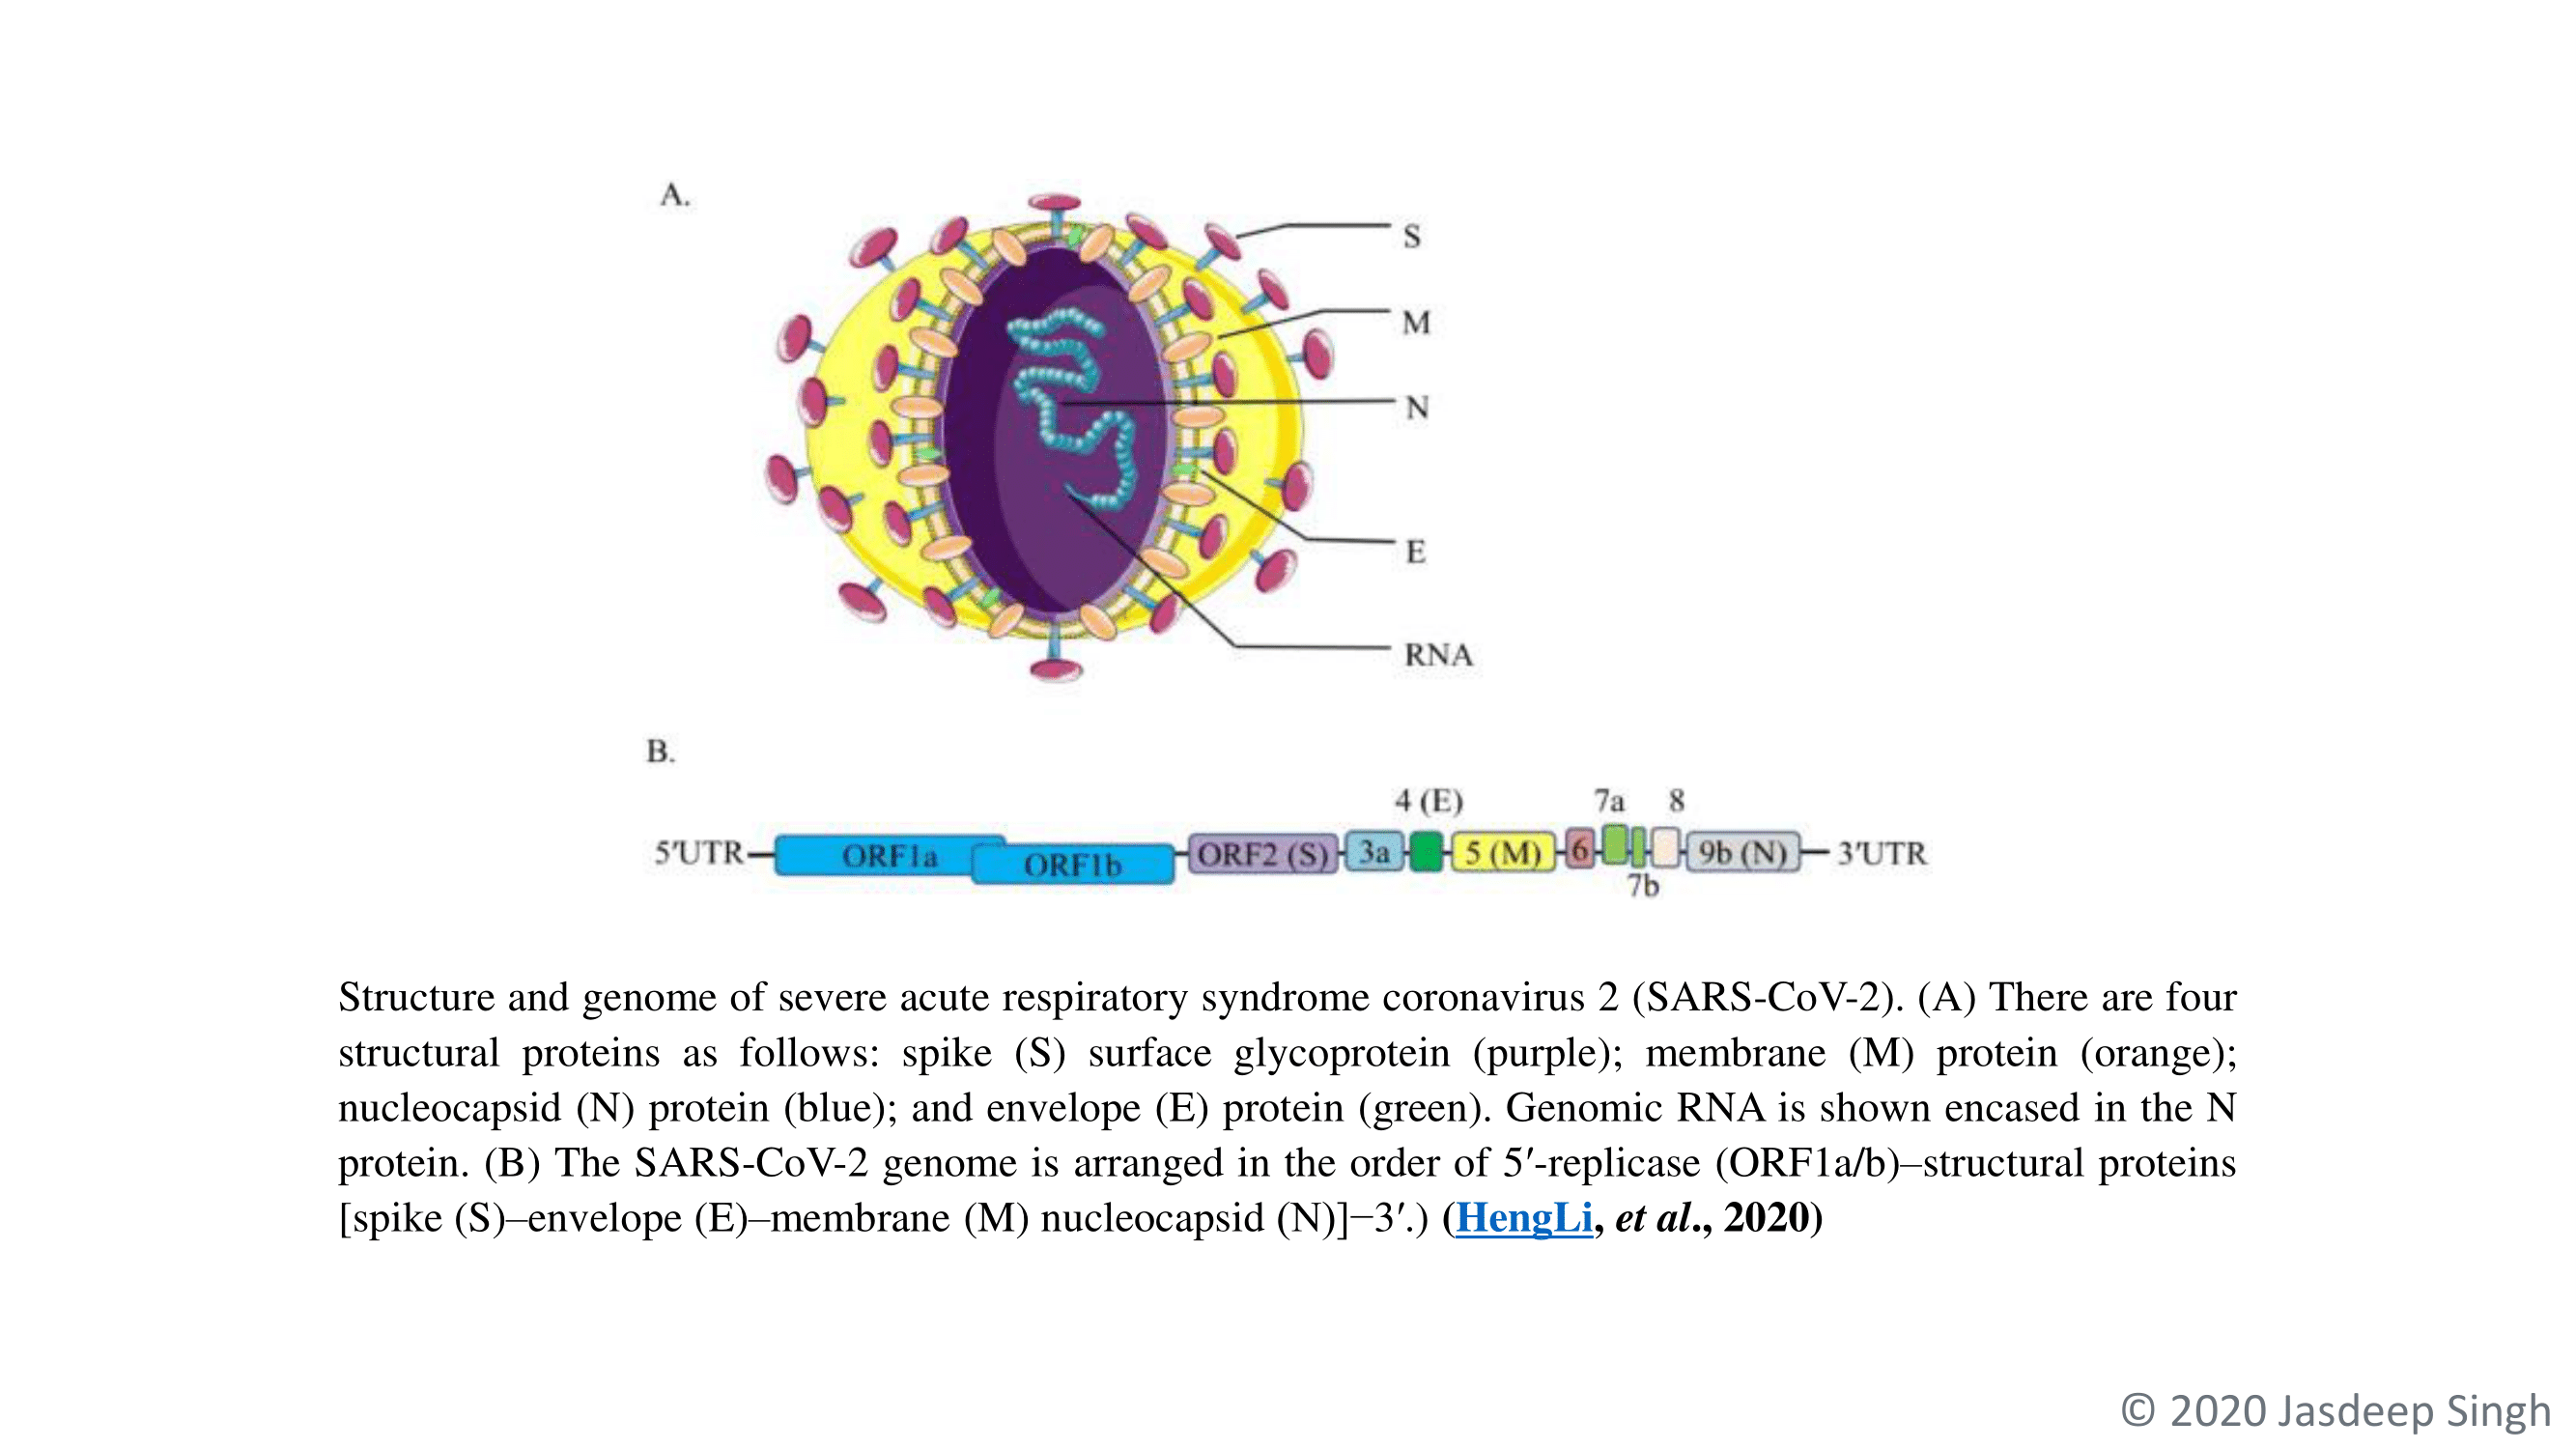 A.
S
M
N
E
RNA
B.
4 (E) 7a 8
5'UTR ORF1a ORF1b ORF2 (S) 3a 5 (M) 6 9b (N) 3'UTR
7b
Structure and genome of severe acute respiratory syndrome coronavirus 2 (SARS-CoV-2). (A) There are four
structural proteins as follows: spike (S) surface glycoprotein (purple); membrane (M) protein (orange);
nucleocapsid (N) protein (blue); and envelope (E) protein (green). Genomic RNA is shown encased in the N
protein. (B) The SARS-CoV-2 genome is arranged in the order of 5′-replicase (ORF1a/b)–structural proteins
[spike (S)–envelope (E)–membrane (M) nucleocapsid (N)]−3′.) (HengLi, et al., 2020)
© 2020 Jasdeep Singh